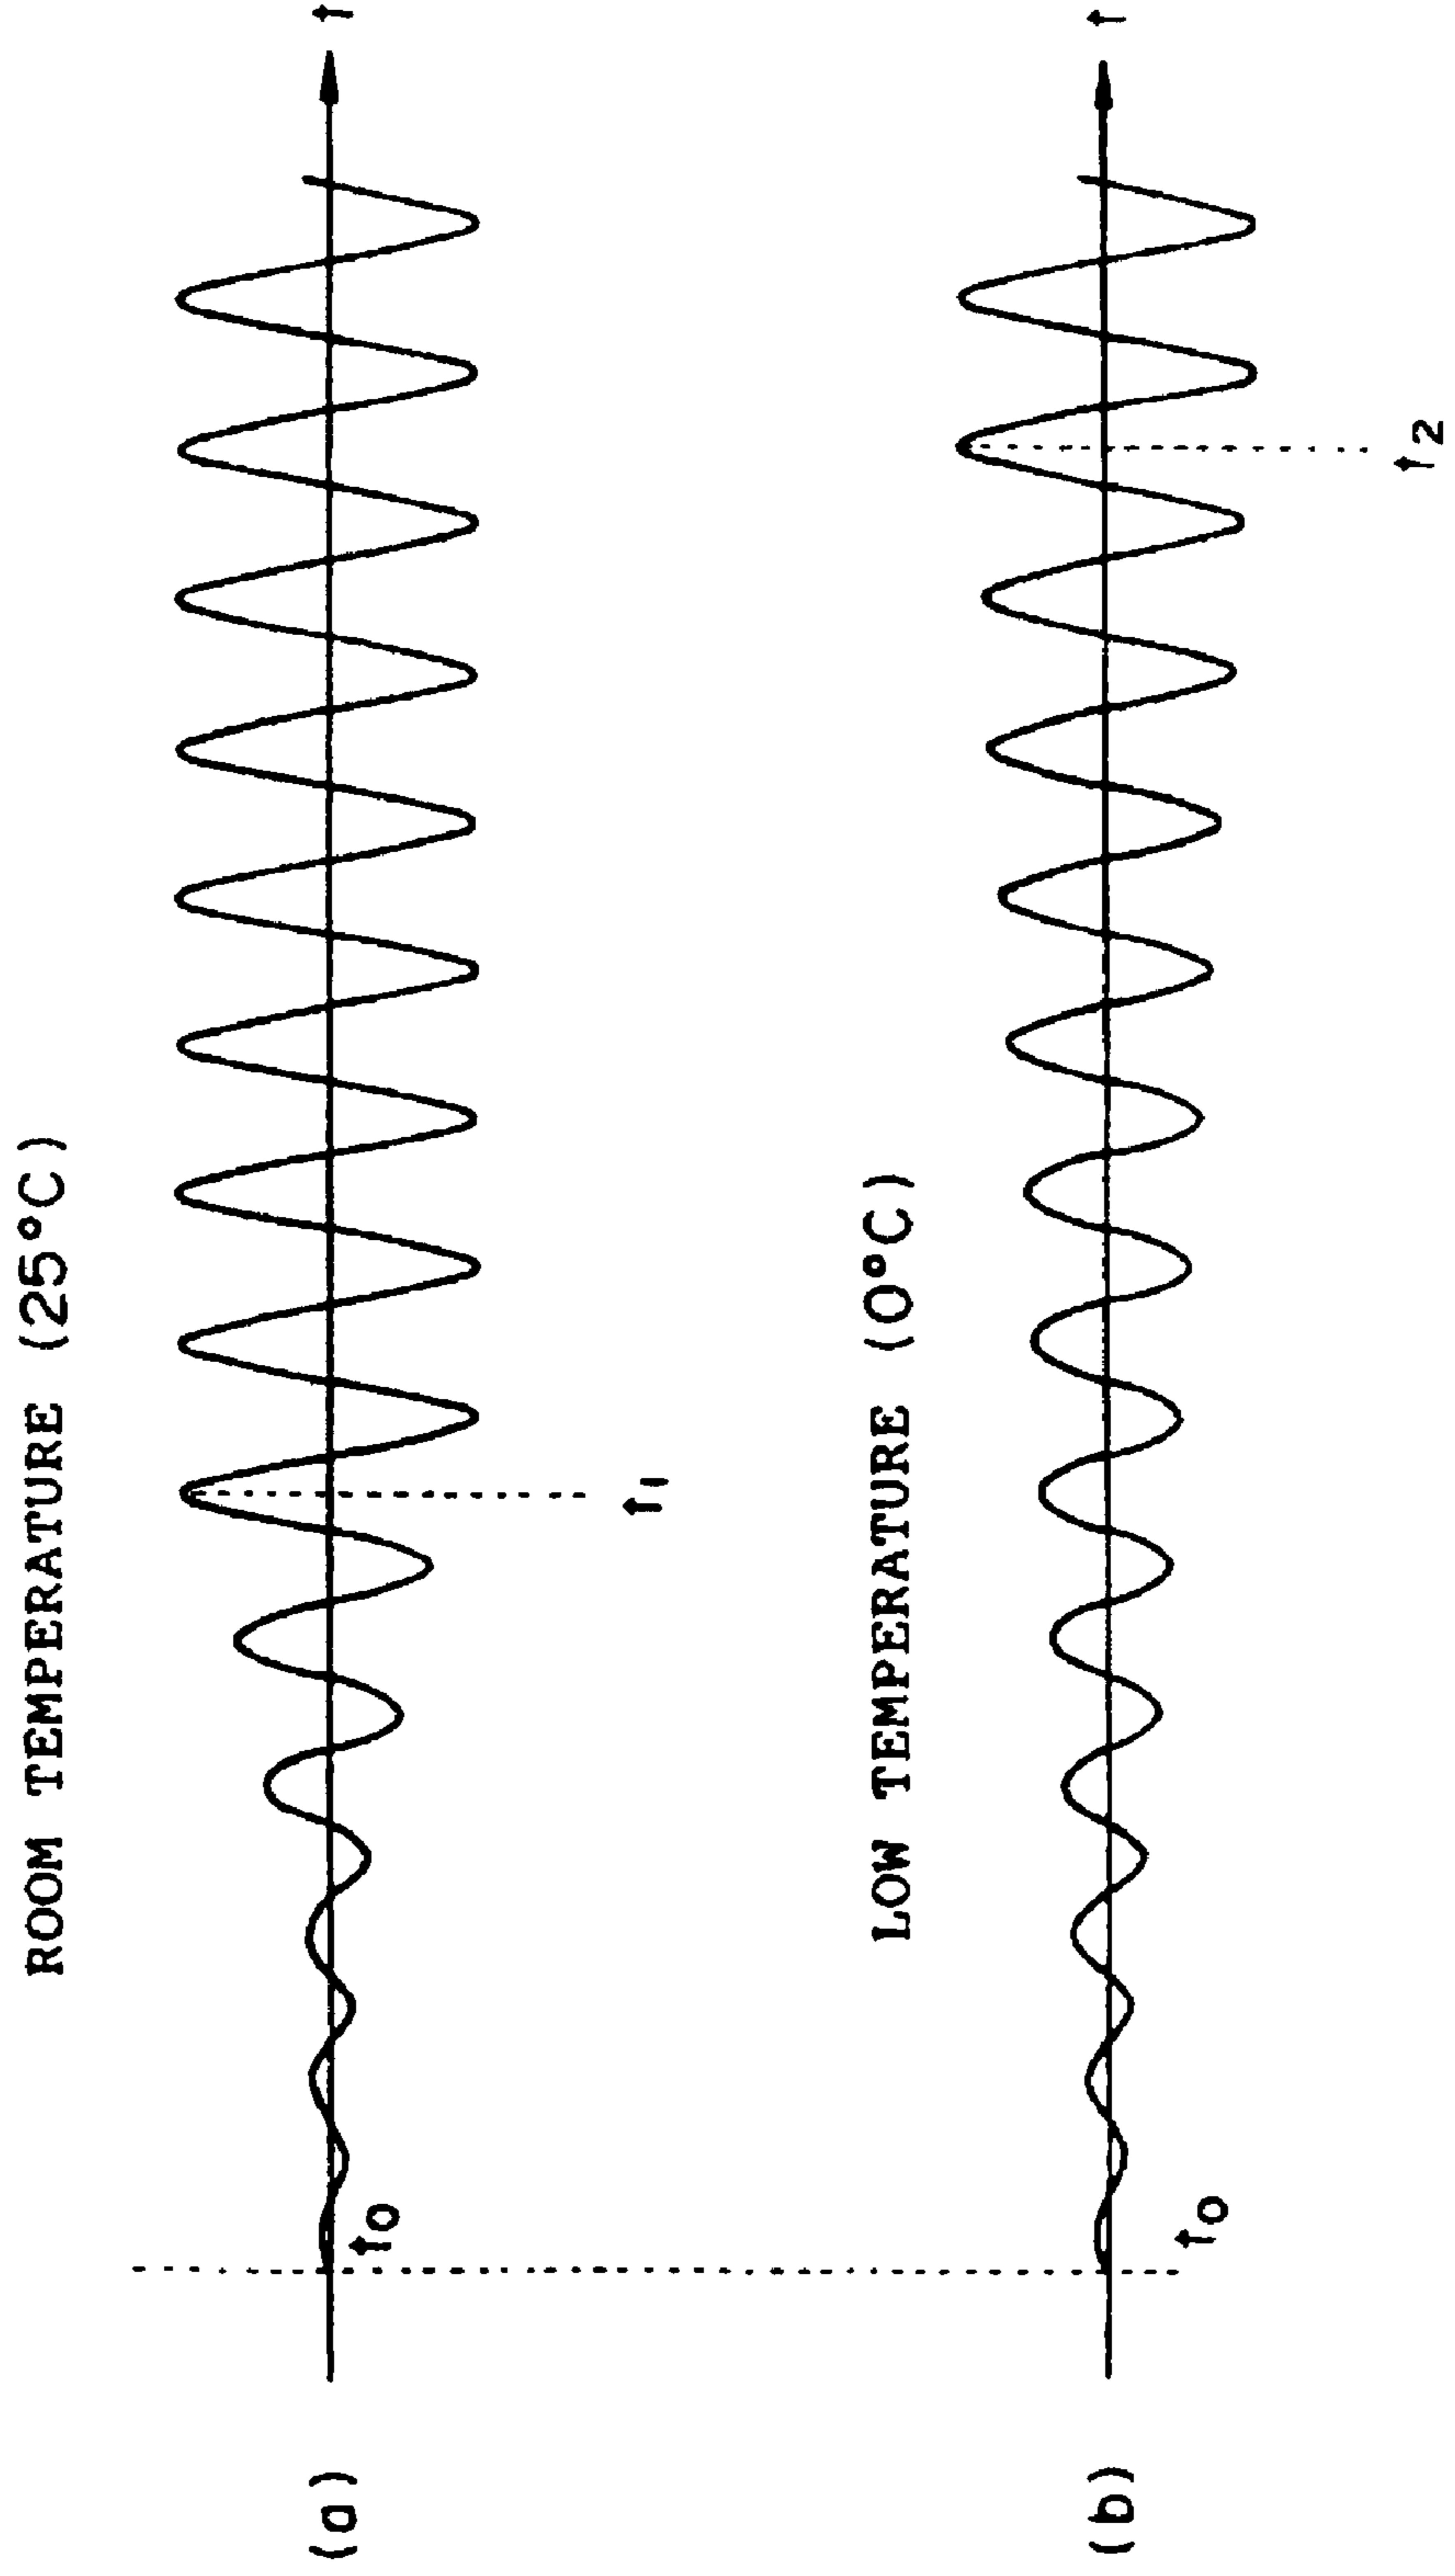 ROOM TEMPERATURE (25°C)
(a)
t0
t1
t
LOW TEMPERATURE (0°C)
(b)
t0
t2
t